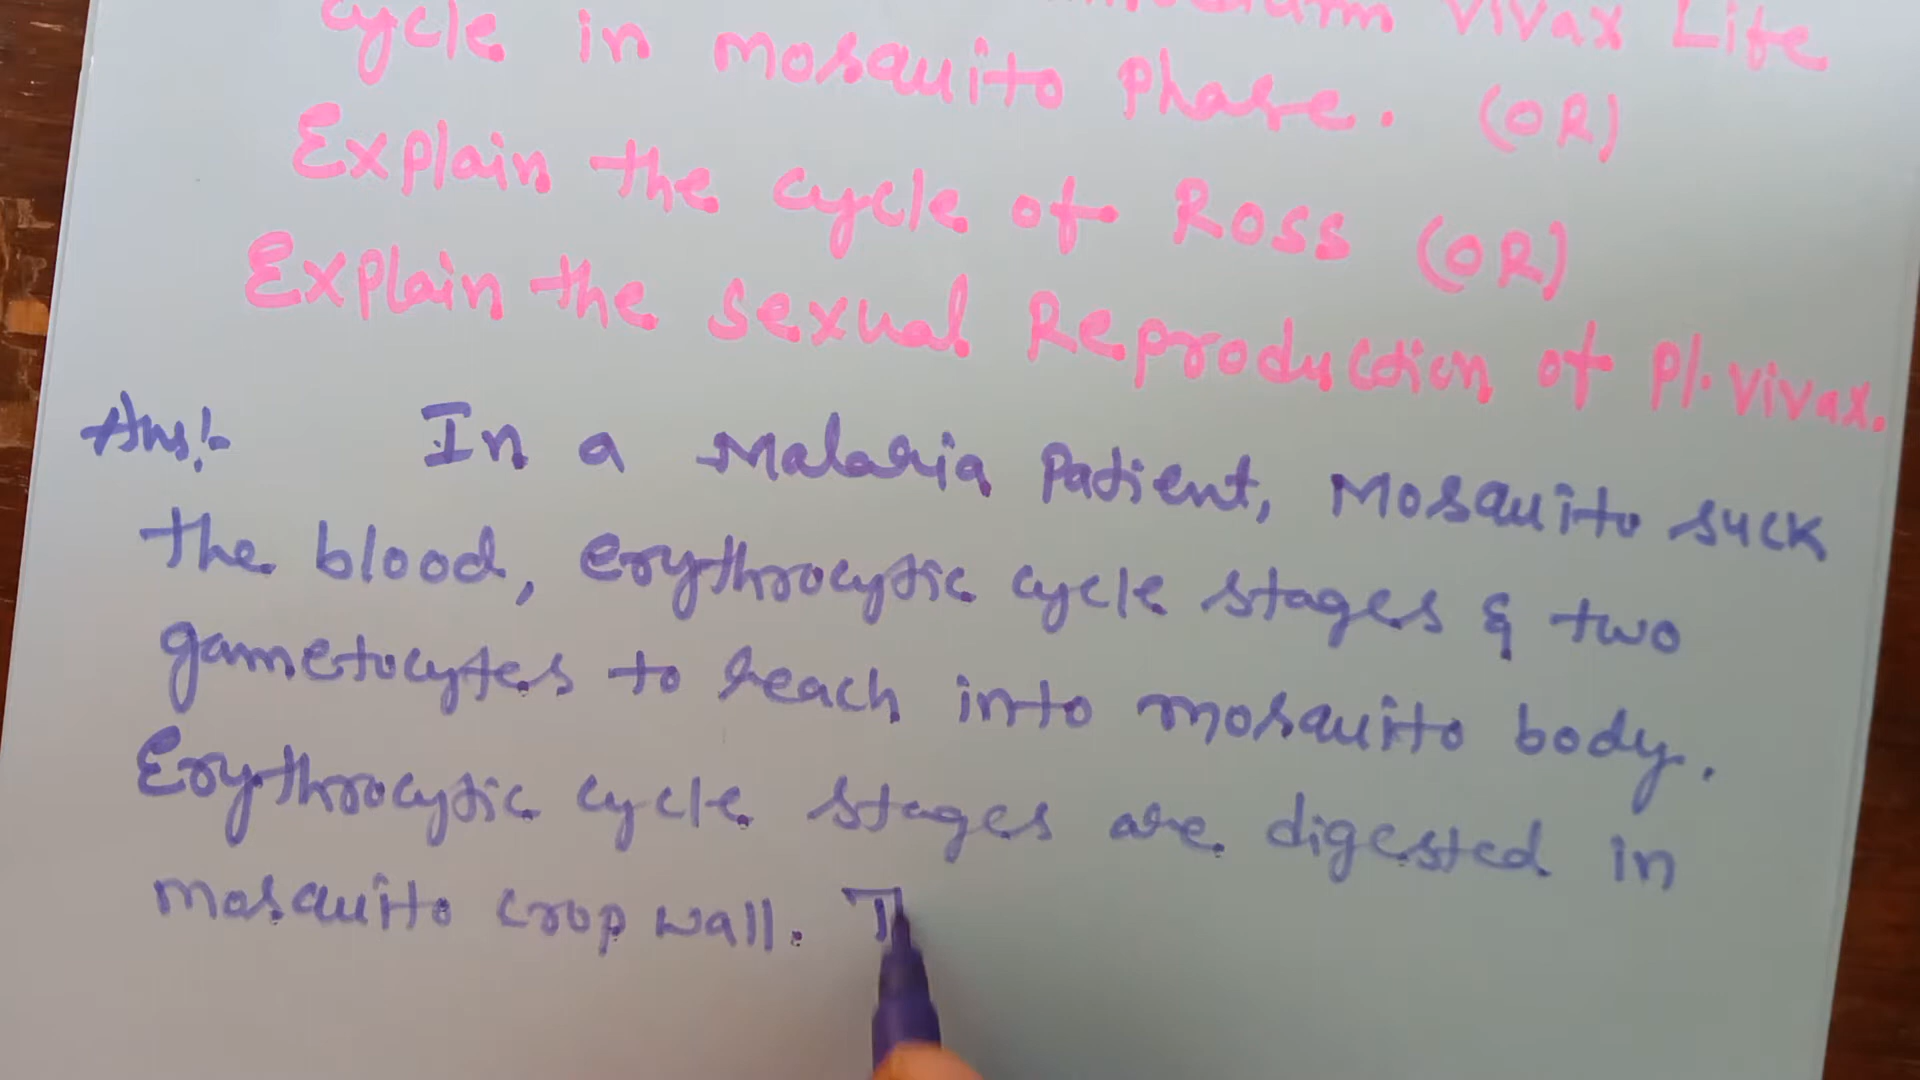 Vivax Life
cycle in mosquito phase. (OR)
Explain the cycle of Ross (OR)
Explain the sexual Reproduction of Pl. vivax.
Ans:- In a Malaria Patient, Mosquito suck
the blood, erythrocytic cycle stages & two
gametocytes to reach into mosquito body.
Erythrocytic cycle stages are digested in
mosquito crop wall. T